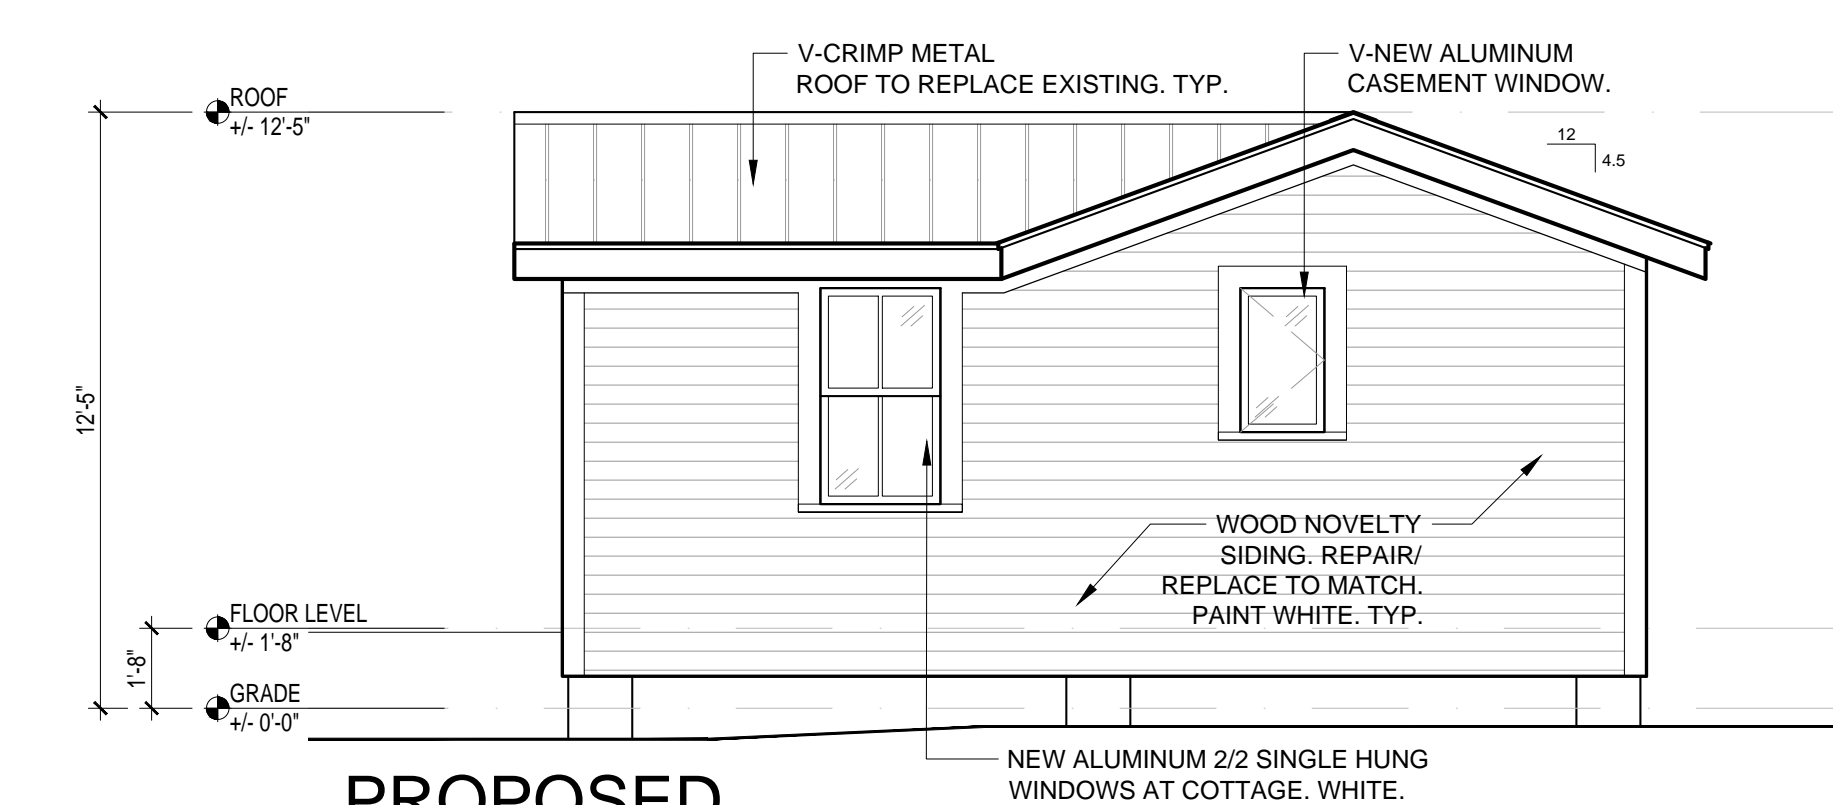 V-CRIMP METAL
ROOF TO REPLACE EXISTING. TYP.
V-NEW ALUMINUM
CASEMENT WINDOW.
ROOF
+/- 12'-5"
12
4.5
12'-5"
WOOD NOVELTY
SIDING. REPAIR/
REPLACE TO MATCH.
PAINT WHITE. TYP.
FLOOR LEVEL
+/- 1'-8"
1'-8"
GRADE
+/- 0'-0"
NEW ALUMINUM 2/2 SINGLE HUNG
WINDOWS AT COTTAGE. WHITE.
PROPOSED